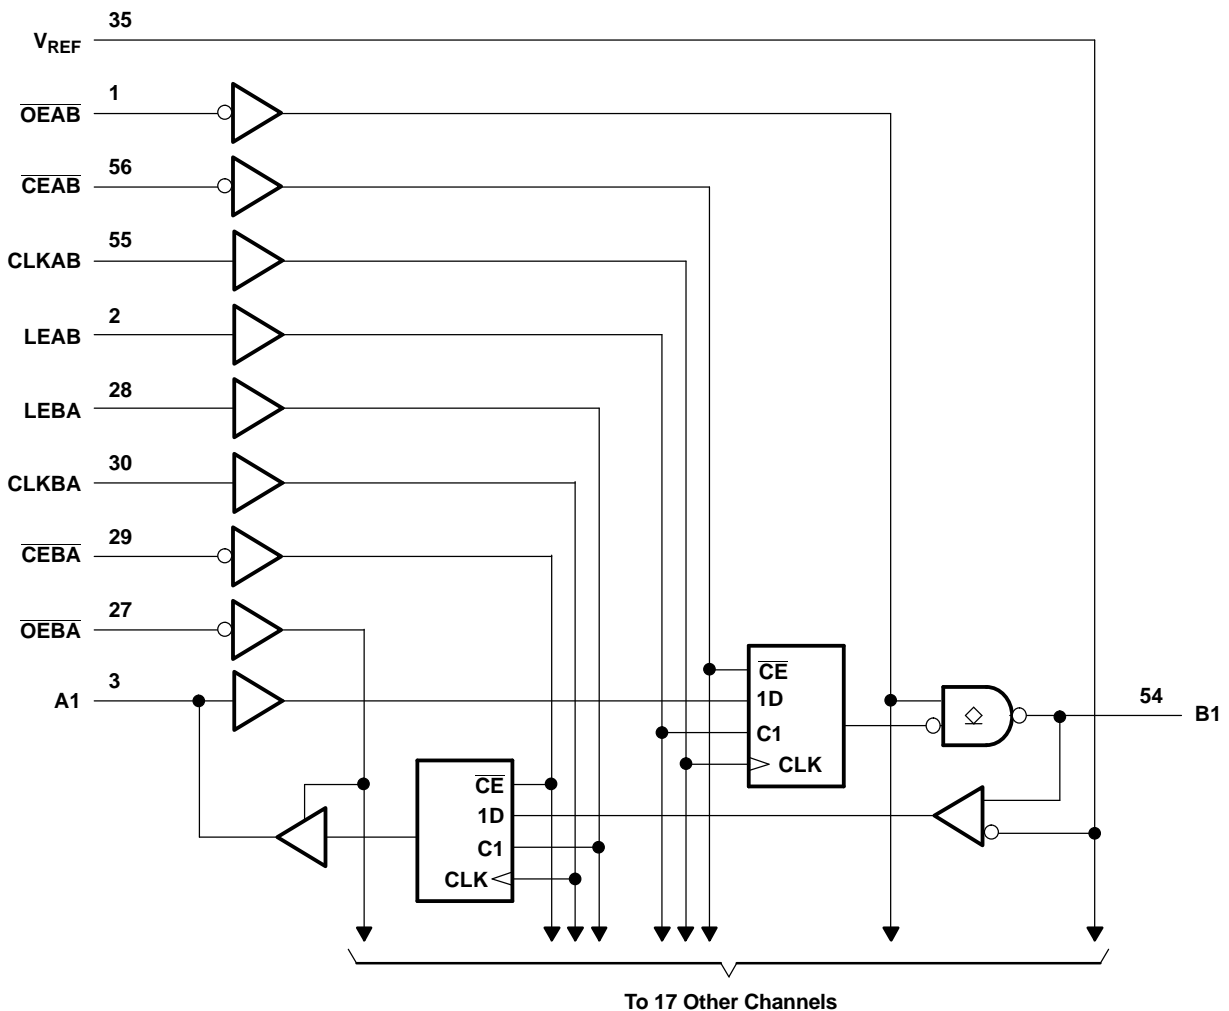 35
VREF
1
OEAB
56
CEAB
55
CLKAB
2
LEAB
28
LEBA
30
CLKBA
29
CEBA
27
OEBA
3
A1
CE
1D
C1
CLK
54
B1
CE
1D
C1
CLK
To 17 Other Channels